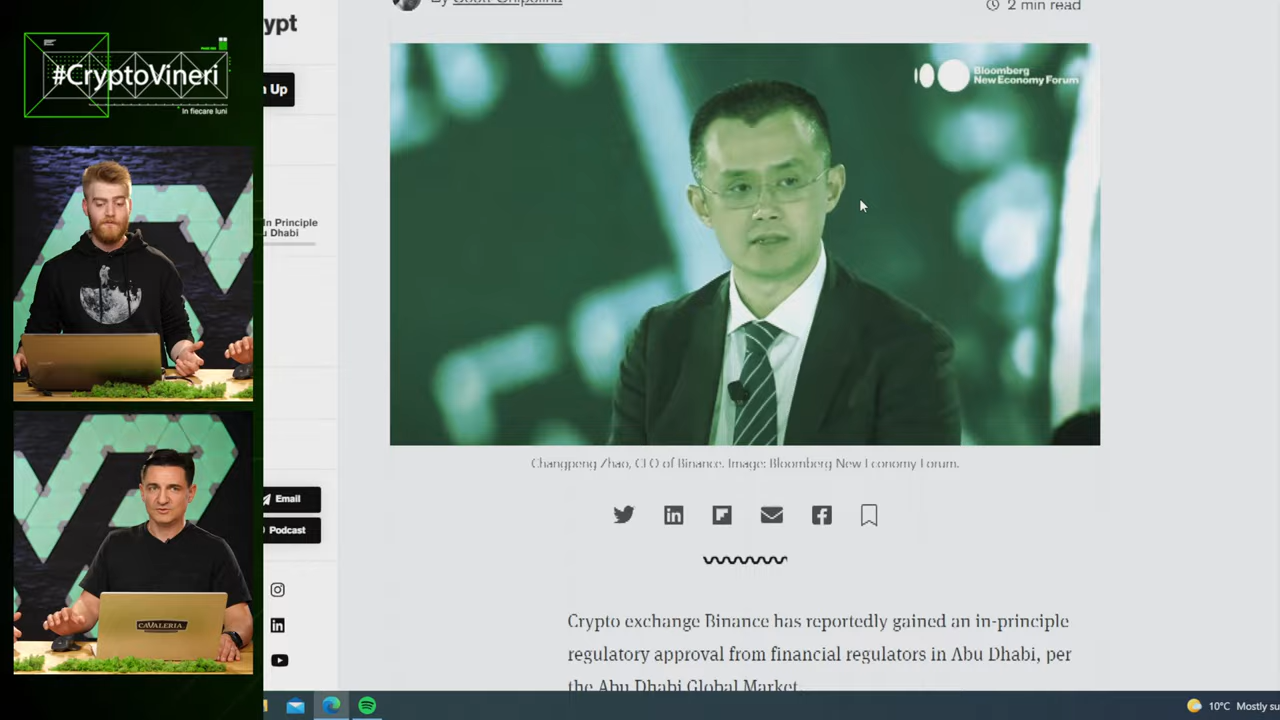 #CryptoVineri
În fiecare luni
CAVALERIA
ypt
n Up
In Principle
u Dhabi
Email
Podcast
2 min read
Bloomberg
New Economy Forum
Changpeng Zhao, CEO of Binance. Image: Bloomberg New Economy Forum.
Crypto exchange Binance has reportedly gained an in-principle
regulatory approval from financial regulators in Abu Dhabi, per
the Abu Dhabi Global Market.
10°C Mostly su